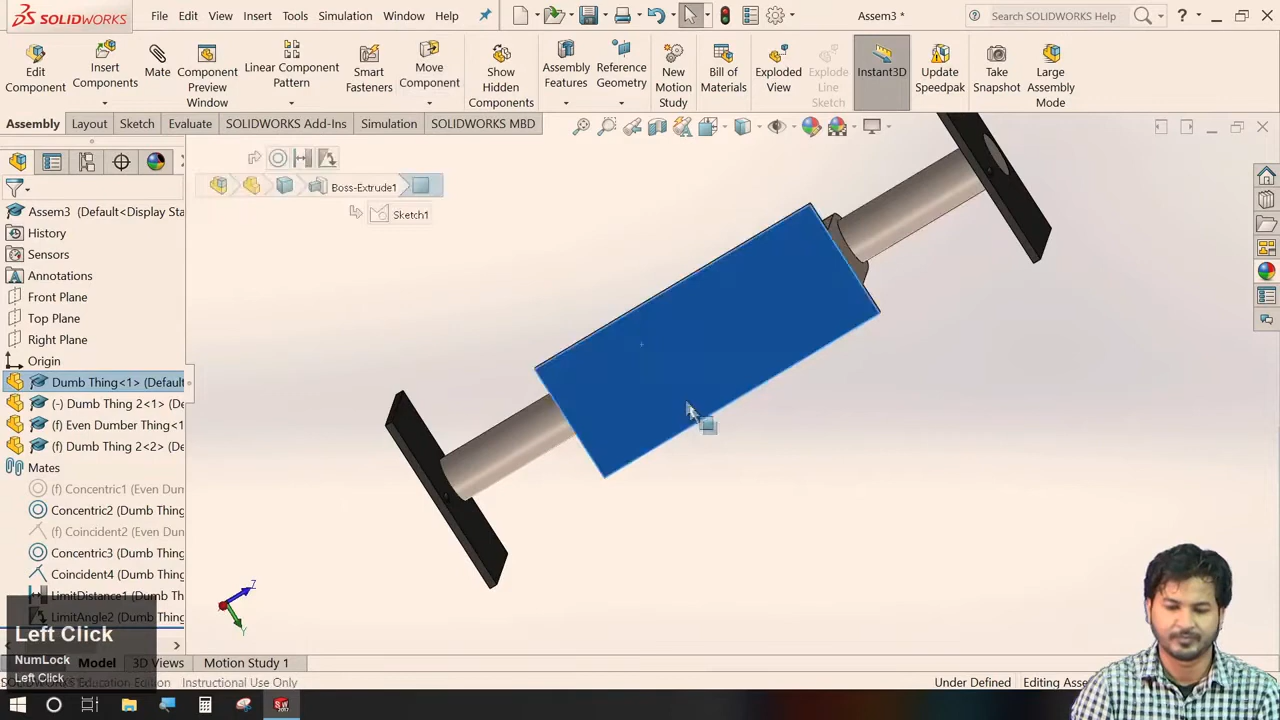 SOLIDWORKS
File Edit View Insert Tools Simulation Window Help
Assem3 *
Search SOLIDWORKS Help
?
Edit Component
Insert Components
Mate
Component Preview Window
Linear Component Pattern
Smart Fasteners
Move Component
Show Hidden Components
Assembly Features
Reference Geometry
New Motion Study
Bill of Materials
Exploded View
Explode Line Sketch
Instant3D
Update Speedpak
Take Snapshot
Large Assembly Mode
Assembly Layout Sketch Evaluate SOLIDWORKS Add-Ins Simulation SOLIDWORKS MBD
Boss-Extrude1
Sketch1
Assem3 (Default<Display Sta
History
Sensors
Annotations
Front Plane
Top Plane
Right Plane
Origin
Dumb Thing<1> (Default
(-) Dumb Thing 2<1> (De
(f) Even Dumber Thing<1
(f) Dumb Thing 2<2> (De
Mates
(f) Concentric1 (Even Dum
Concentric2 (Dumb Thing
(f) Coincident2 (Even Dum
Concentric3 (Dumb Thing
Coincident4 (Dumb Thing
LimitDistance1 (Dumb Th
LimitAngle2 (Dumb Thing
Left Click
NumLock
Left Click
Z
Y
Model 3D Views Motion Study 1
SOLIDWORKS Education Edition Instructional Use Only
Under Defined Editing Asse